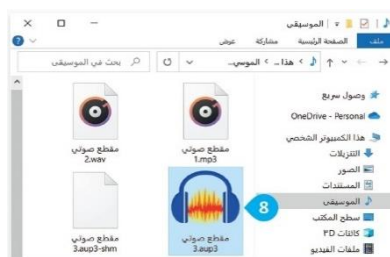 الموسيقى
ملف
الصفحة الرئيسية
مشاركة
عرض
هذا.. > الموسي...
بحث في الموسيقى
وصول سريع
OneDrive - Personal
هذا الكمبيوتر الشخصي
التنزيلات
الصور
المستندات
الموسيقى
سطح المكتب
كائنات 3D
ملفات الفيديو
مقطع صوتي
1.mp3
مقطع صوتي
2.wav
8
مقطع صوتي
3.aup3
مقطع صوتي
3.aup3-shm